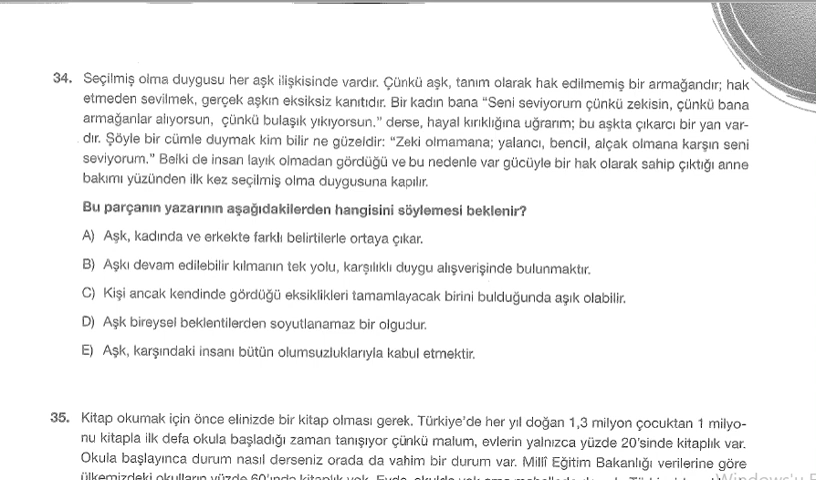 34. Seçilmiş olma duygusu her aşk ilişkisinde vardır. Çünkü aşk, tanım olarak hak edilmemiş bir armağandır; hak
etmeden sevilmek, gerçek aşkın eksiksiz kanıtıdır. Bir kadın bana “Seni seviyorum çünkü zekisin, çünkü bana
armağanlar alıyorsun, çünkü bulaşık yıkıyorsun.” derse, hayal kırıklığına uğrarım; bu aşkta çıkarcı bir yan var-
dır. Şöyle bir cümle duymak kim bilir ne güzeldir: “Zeki olmamana; yalancı, bencil, alçak olmana karşın seni
seviyorum.” Belki de insan layık olmadan gördüğü ve bu nedenle var gücüyle bir hak olarak sahip çıktığı anne
bakımı yüzünden ilk kez seçilmiş olma duygusuna kapılır.
Bu parçanın yazarının aşağıdakilerden hangisini söylemesi beklenir?
A) Aşk, kadında ve erkekte farklı belirtilerle ortaya çıkar.
B) Aşkı devam edilebilir kılmanın tek yolu, karşılıklı duygu alışverişinde bulunmaktır.
C) Kişi ancak kendinde gördüğü eksiklikleri tamamlayacak birini bulduğunda aşık olabilir.
D) Aşk bireysel beklentilerden soyutlanamaz bir olgudur.
E) Aşk, karşındaki insanı bütün olumsuzluklarıyla kabul etmektir.
35. Kitap okumak için önce elinizde bir kitap olması gerek. Türkiye’de her yıl doğan 1,3 milyon çocuktan 1 milyo-
nu kitapla ilk defa okula başladığı zaman tanışıyor çünkü malum, evlerin yalnızca yüzde 20’sinde kitaplık var.
Okula başlayınca durum nasıl derseniz orada da vahim bir durum var. Millî Eğitim Bakanlığı verilerine göre
ülkemizdeki okulların yüzde 60’ında kitaplık yok.